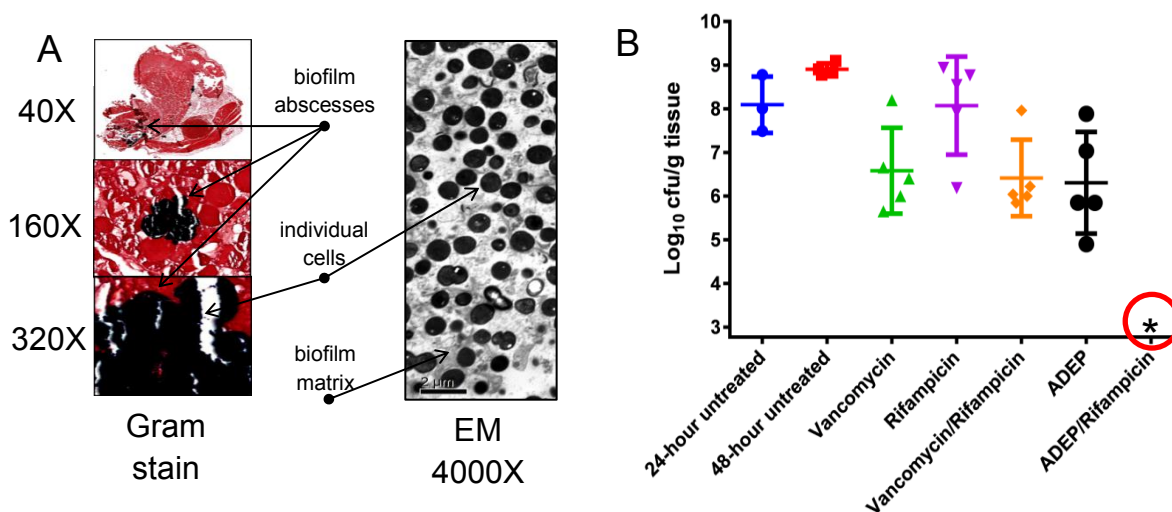 A
40X
160X
320X
biofilm
abscesses
individual
cells
biofilm
matrix
2 μm
Gram
stain
EM
4000X
B
Log10 cfu/g tissue
10
9
8
7
6
5
4
3
*
24-hour untreated
48-hour untreated
Vancomycin
Rifampicin
Vancomycin/Rifampicin
ADEP
ADEP/Rifampicin